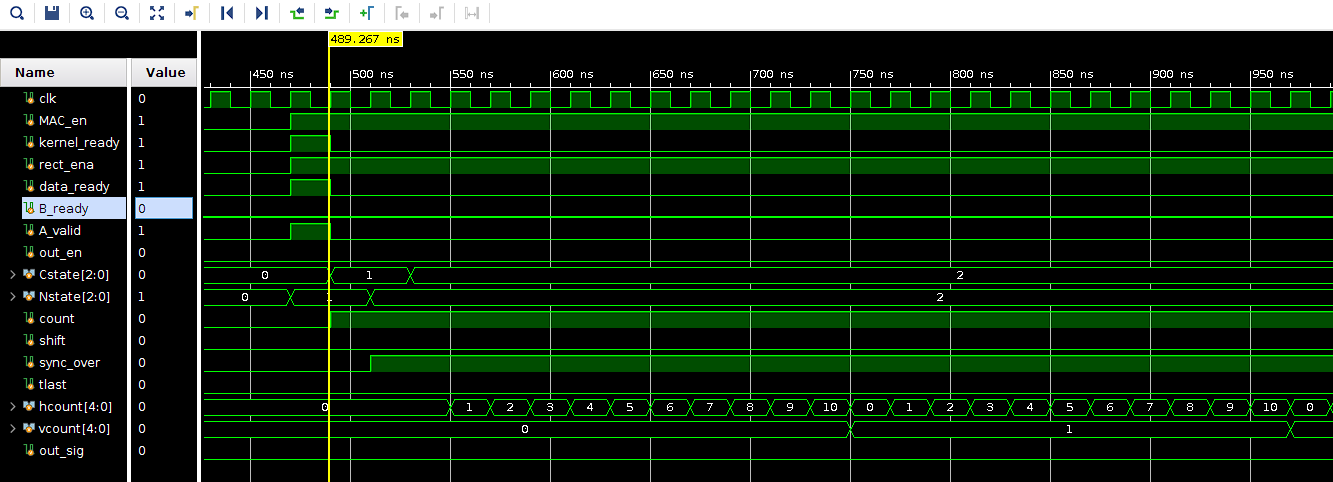 489.267 ns
Name Value 450 ns 500 ns 550 ns 600 ns 650 ns 700 ns 750 ns 800 ns 850 ns 900 ns 950 ns
clk 0
MAC_en 1
kernel_ready 1
rect_ena 1
data_ready 1
B_ready 0
A_valid 1
out_en 0
Cstate[2:0] 0 0 1 2
Nstate[2:0] 1 0 1 2 2
count 0
shift 0
sync_over 0
tlast 0
hcount[4:0] 0 0 1 2 3 4 5 6 7 8 9 10 0 1 2 3 4 5 6 7 8 9 10 0
vcount[4:0] 0 0 1
out_sig 0